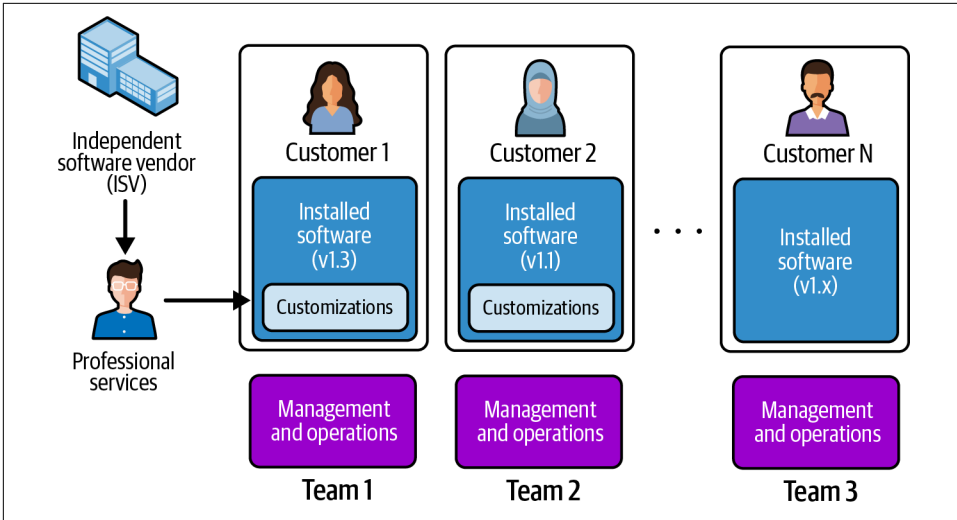 Independent
software vendor
(ISV)
Professional
services
Customer 1
Installed
software
(v1.3)
Customizations
Management
and operations
Team 1
Customer 2
Installed
software
(v1.1)
Customizations
Management
and operations
Team 2
. . .
Customer N
Installed
software
(v1.x)
Management
and operations
Team 3